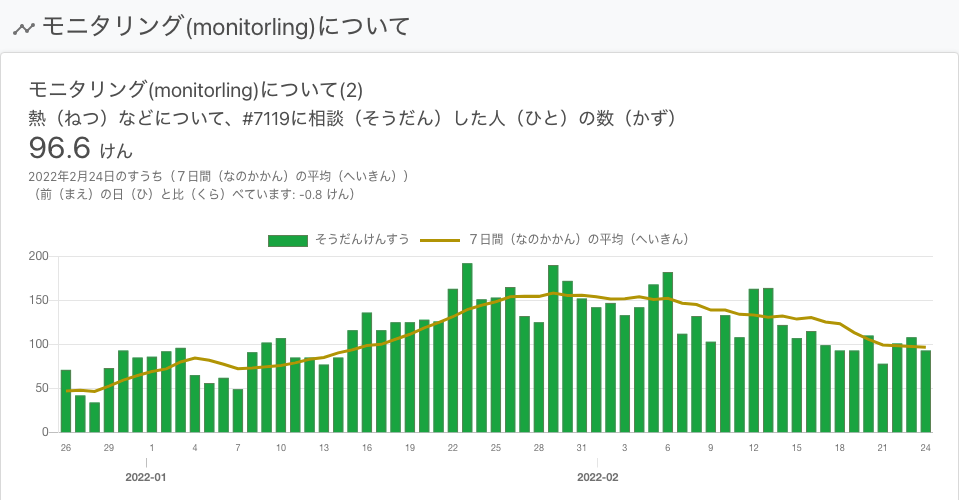 モニタリング(monitorling)について
モニタリング(monitorling)について(2)
熱（ねつ）などについて、#7119に相談（そうだん）した人（ひと）の数（かず）
96.6 けん
2022年2月24日のすうち（７日間（なのかかん）の平均（へいきん））
（前（まえ）の日（ひ）と比（くら）べています: -0.8 けん）
そうだんけんすう ７日間（なのかかん）の平均（へいきん）
200
150
100
50
0
26 29 1 4 7 10 13 16 19 22 25 28 31 3 6 9 12 15 18 21 24
2022-01 2022-02